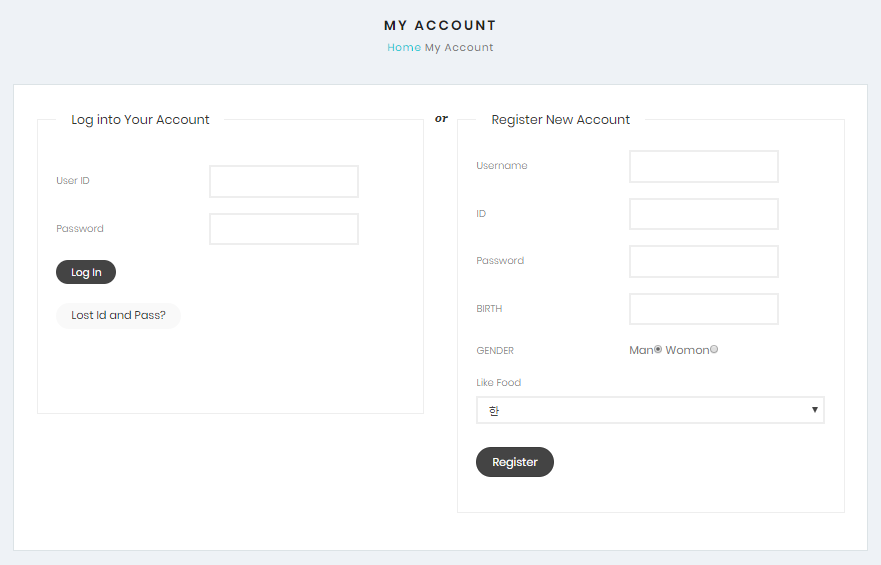 MY ACCOUNT
Home My Account
Log into Your Account
User ID
Password
Log In
Lost Id and Pass?
or
Register New Account
Username
ID
Password
BIRTH
GENDER
Man Womon
Like Food
한
Register